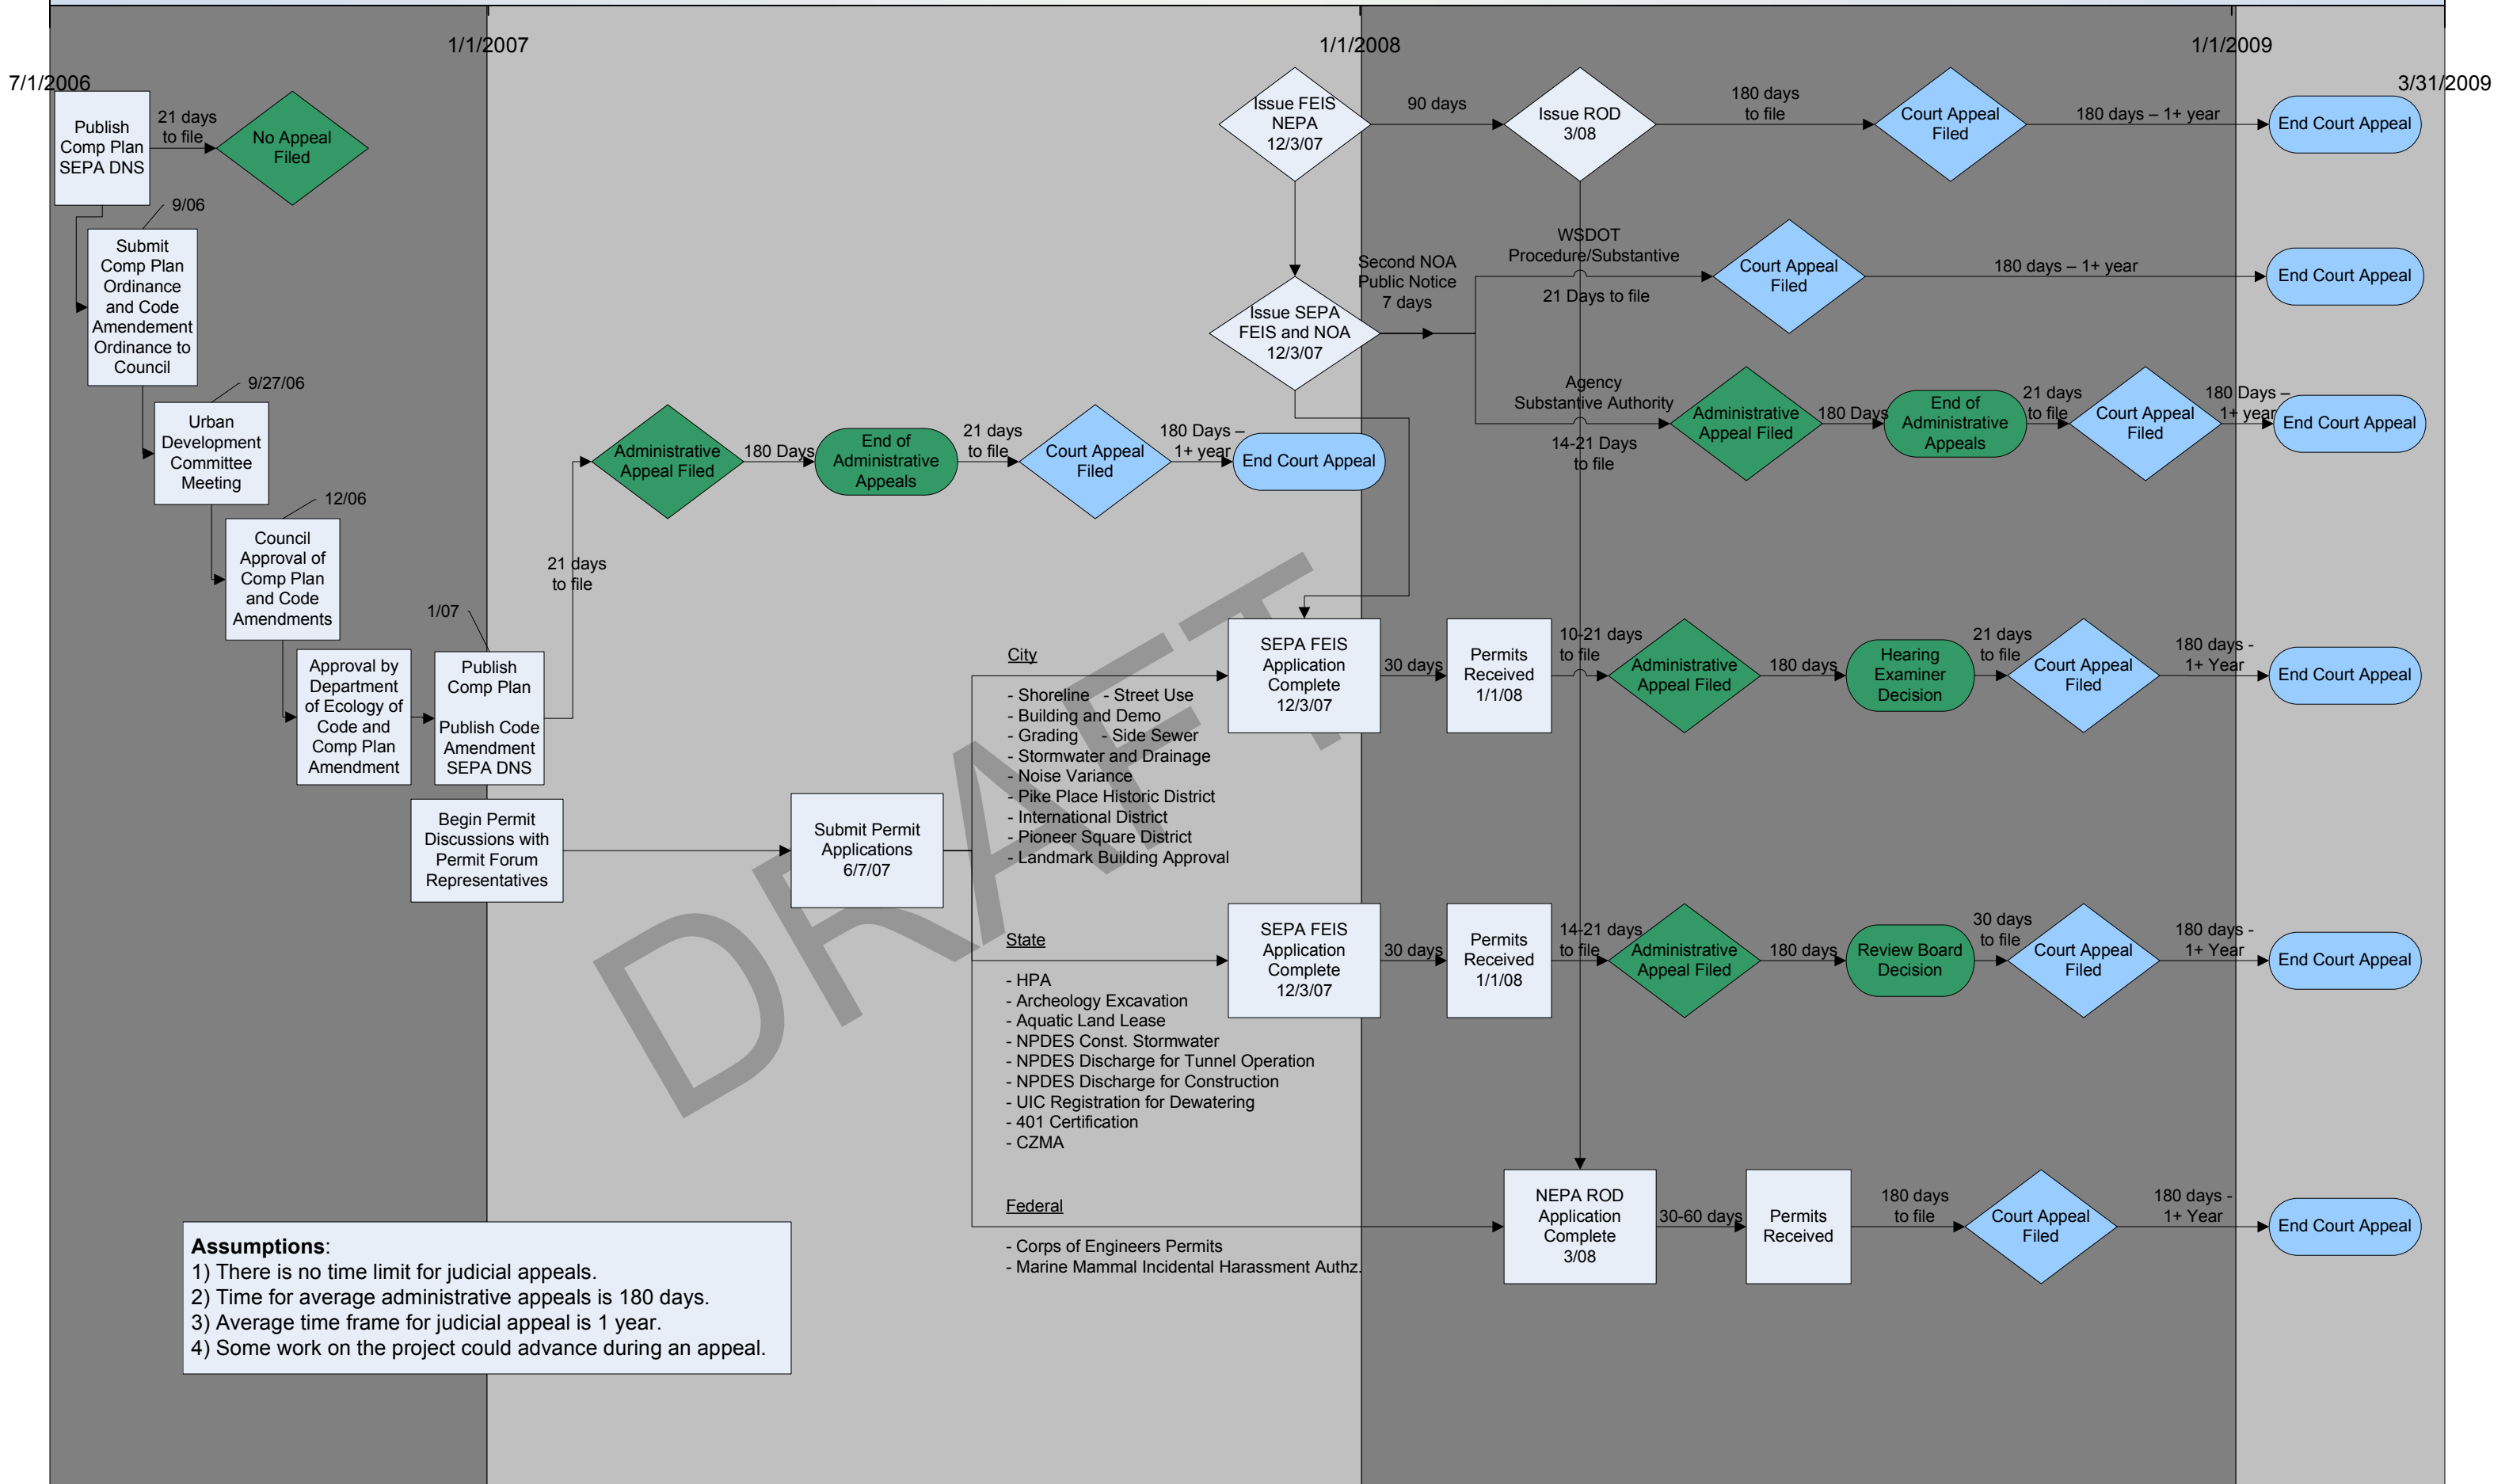 1/1/2007
1/1/2008
1/1/2009
7/1/2006
3/31/2009
Publish
Comp Plan
SEPA DNS
21 days
to file
No Appeal
Filed
Issue FEIS
NEPA
12/3/07
90 days
Issue ROD
3/08
180 days
to file
Court Appeal
Filed
180 days – 1+ year
End Court Appeal
9/06
Submit
Comp Plan
Ordinance
and Code
Amendement
Ordinance to
Council
Issue SEPA
FEIS and NOA
12/3/07
Second NOA
Public Notice
7 days
WSDOT
Procedure/Substantive
21 Days to file
Court Appeal
Filed
180 days – 1+ year
End Court Appeal
9/27/06
Urban
Development
Committee
Meeting
Agency
Substantive Authority
14-21 Days
to file
Administrative
Appeal Filed
180 Days
End of
Administrative
Appeals
21 days
to file
Court Appeal
Filed
180 Days –
1+ year
End Court Appeal
12/06
Council
Approval of
Comp Plan
and Code
Amendments
21 days
to file
Administrative
Appeal Filed
180 Days
End of
Administrative
Appeals
21 days
to file
Court Appeal
Filed
180 Days –
1+ year
End Court Appeal
Approval by
Department
of Ecology of
Code and
Comp Plan
Amendment
1/07
Publish
Comp Plan
Publish Code
Amendment
SEPA DNS
Begin Permit
Discussions with
Permit Forum
Representatives
Submit Permit
Applications
6/7/07
City
- Shoreline - Street Use
- Building and Demo
- Grading - Side Sewer
- Stormwater and Drainage
- Noise Variance
- Pike Place Historic District
- International District
- Pioneer Square District
- Landmark Building Approval
SEPA FEIS
Application
Complete
12/3/07
30 days
Permits
Received
1/1/08
10-21 days
to file
Administrative
Appeal Filed
180 days
Hearing
Examiner
Decision
21 days
to file
Court Appeal
Filed
180 days -
1+ Year
End Court Appeal
State
- HPA
- Archeology Excavation
- Aquatic Land Lease
- NPDES Const. Stormwater
- NPDES Discharge for Tunnel Operation
- NPDES Discharge for Construction
- UIC Registration for Dewatering
- 401 Certification
- CZMA
SEPA FEIS
Application
Complete
12/3/07
30 days
Permits
Received
1/1/08
14-21 days
to file
Administrative
Appeal Filed
180 days
Review Board
Decision
30 days
to file
Court Appeal
Filed
180 days -
1+ Year
End Court Appeal
Federal
- Corps of Engineers Permits
- Marine Mammal Incidental Harassment Authz.
NEPA ROD
Application
Complete
3/08
30-60 days
Permits
Received
180 days
to file
Court Appeal
Filed
180 days -
1+ Year
End Court Appeal
Assumptions:
1) There is no time limit for judicial appeals.
2) Time for average administrative appeals is 180 days.
3) Average time frame for judicial appeal is 1 year.
4) Some work on the project could advance during an appeal.
DRAFT